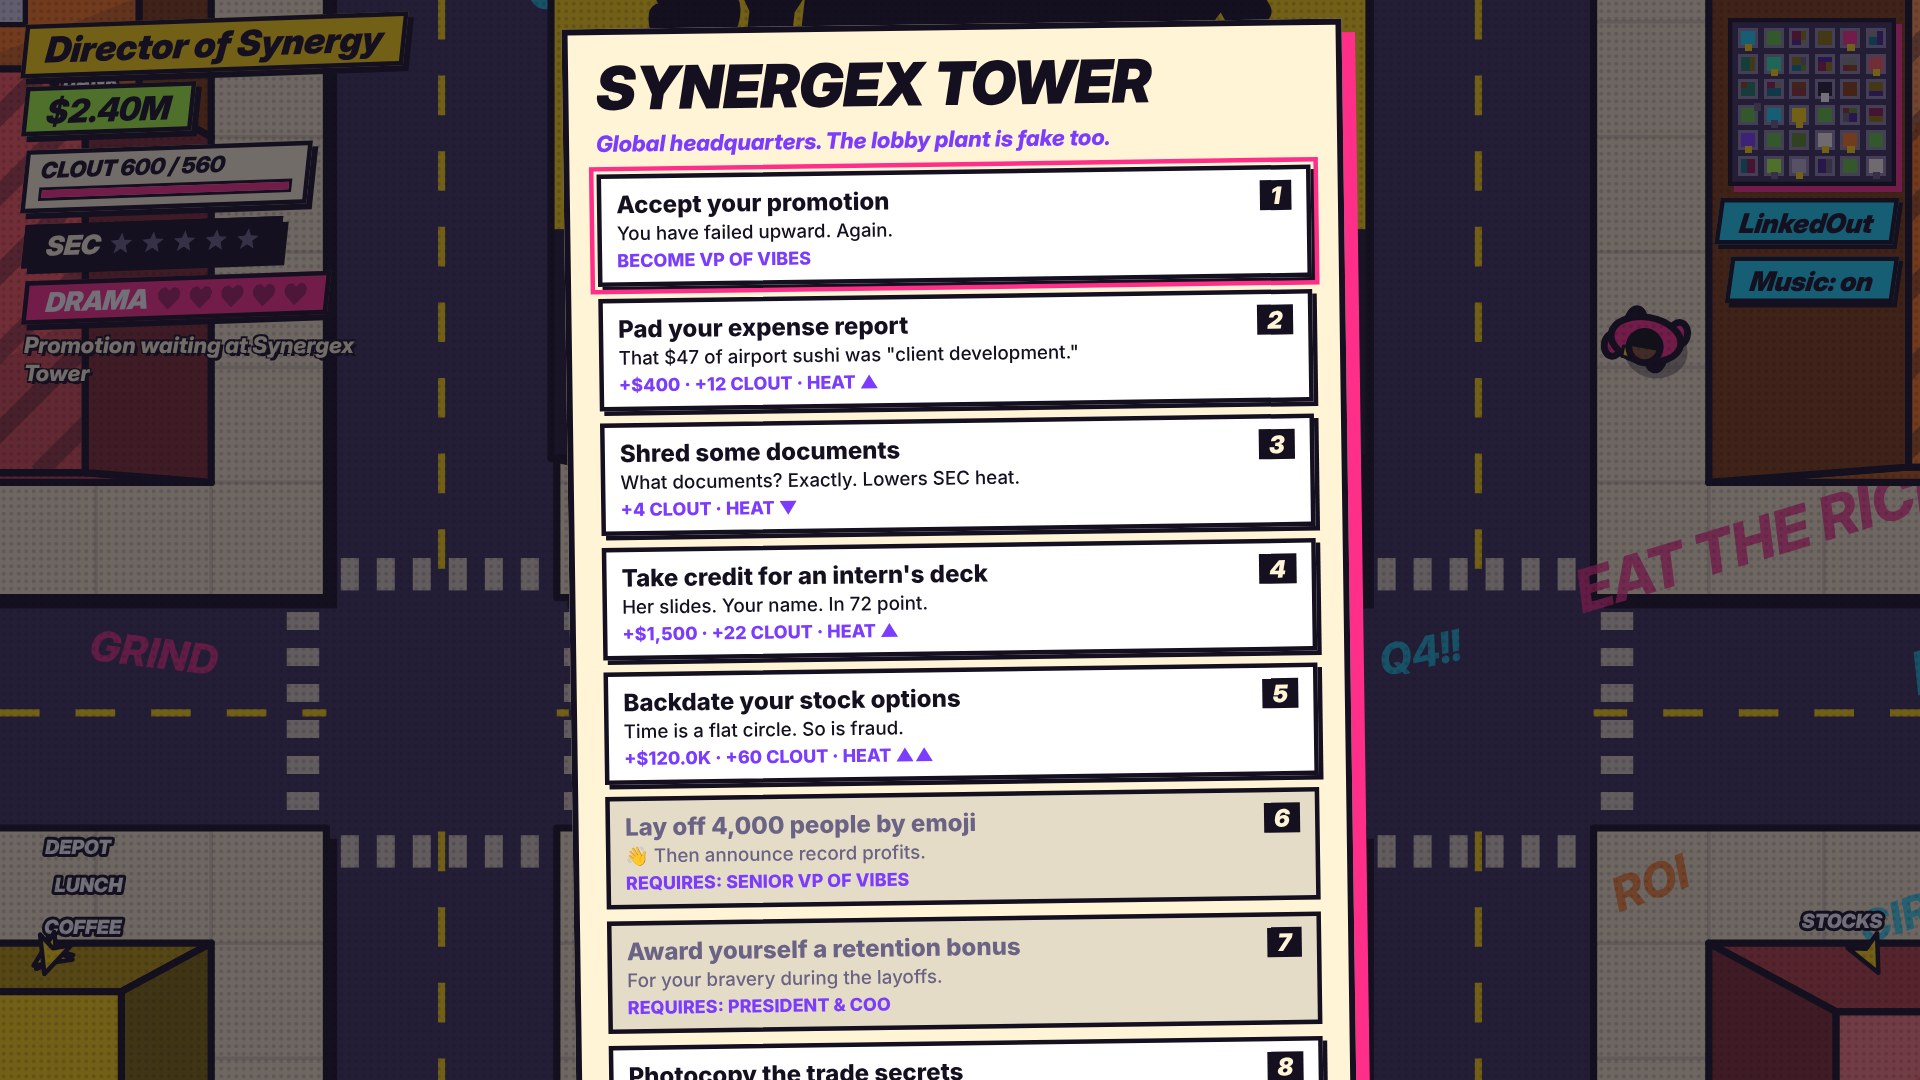 Director of Synergy
$2.40M
CLOUT 600 / 560
SEC
DRAMA
Promotion waiting at Synergex
Tower
SYNERGEX TOWER
Global headquarters. The lobby plant is fake too.
Accept your promotion
1
You have failed upward. Again.
BECOME VP OF VIBES
Pad your expense report
2
That $47 of airport sushi was "client development."
+$400 · +12 CLOUT · HEAT ▲
Shred some documents
3
What documents? Exactly. Lowers SEC heat.
+4 CLOUT · HEAT ▼
Take credit for an intern's deck
4
Her slides. Your name. In 72 point.
+$1,500 · +22 CLOUT · HEAT ▲
Backdate your stock options
5
Time is a flat circle. So is fraud.
+$120.0K · +60 CLOUT · HEAT ▲▲
Lay off 4,000 people by emoji
6
👋 Then announce record profits.
REQUIRES: SENIOR VP OF VIBES
Award yourself a retention bonus
7
For your bravery during the layoffs.
REQUIRES: PRESIDENT & COO
Photocopy the trade secrets
8
LinkedOut
Music: on
EAT THE RIC
GRIND
Q4!!
DEPOT
LUNCH
COFFEE
ROI
STOCKS